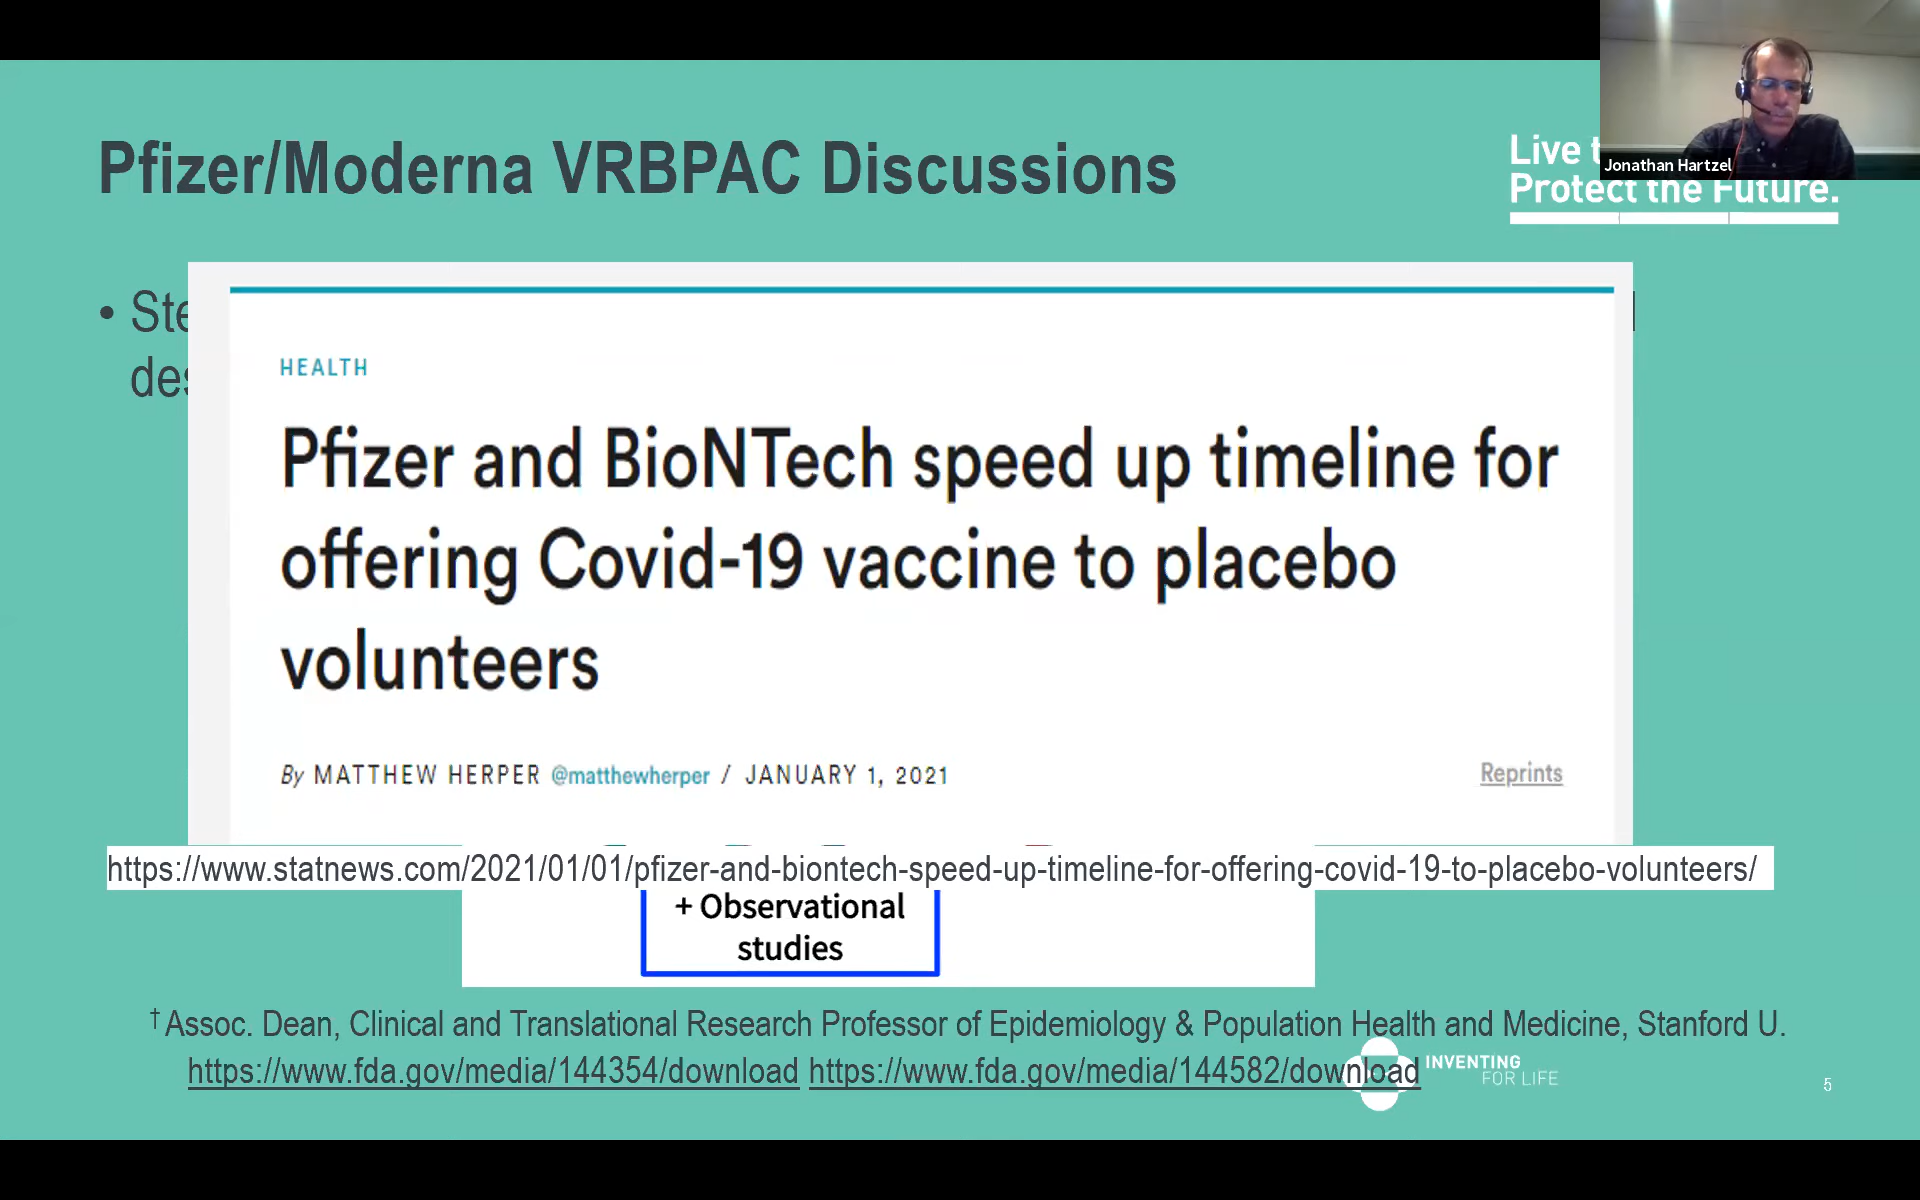 Pfizer/Moderna VRBPAC Discussions
Live
Protect the Future.
Jonathan Hartzel
HEALTH
Pfizer and BioNTech speed up timeline for
offering Covid-19 vaccine to placebo
volunteers
By MATTHEW HERPER @matthewherper / JANUARY 1, 2021
Reprints
https://www.statnews.com/2021/01/01/pfizer-and-biontech-speed-up-timeline-for-offering-covid-19-to-placebo-volunteers/
+ Observational
studies
† Assoc. Dean, Clinical and Translational Research Professor of Epidemiology & Population Health and Medicine, Stanford U.
https://www.fda.gov/media/144354/download https://www.fda.gov/media/144582/download
INVENTING
FOR LIFE
5